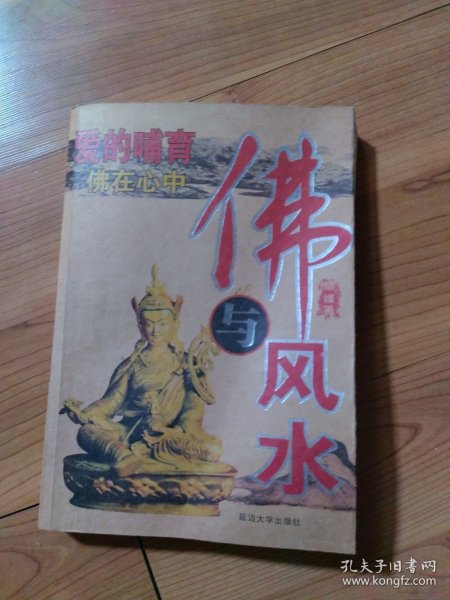 爱的哺育
佛在心中
佛
与
风
水
延边大学出版社
孔夫子旧书网
www.kongfz.com